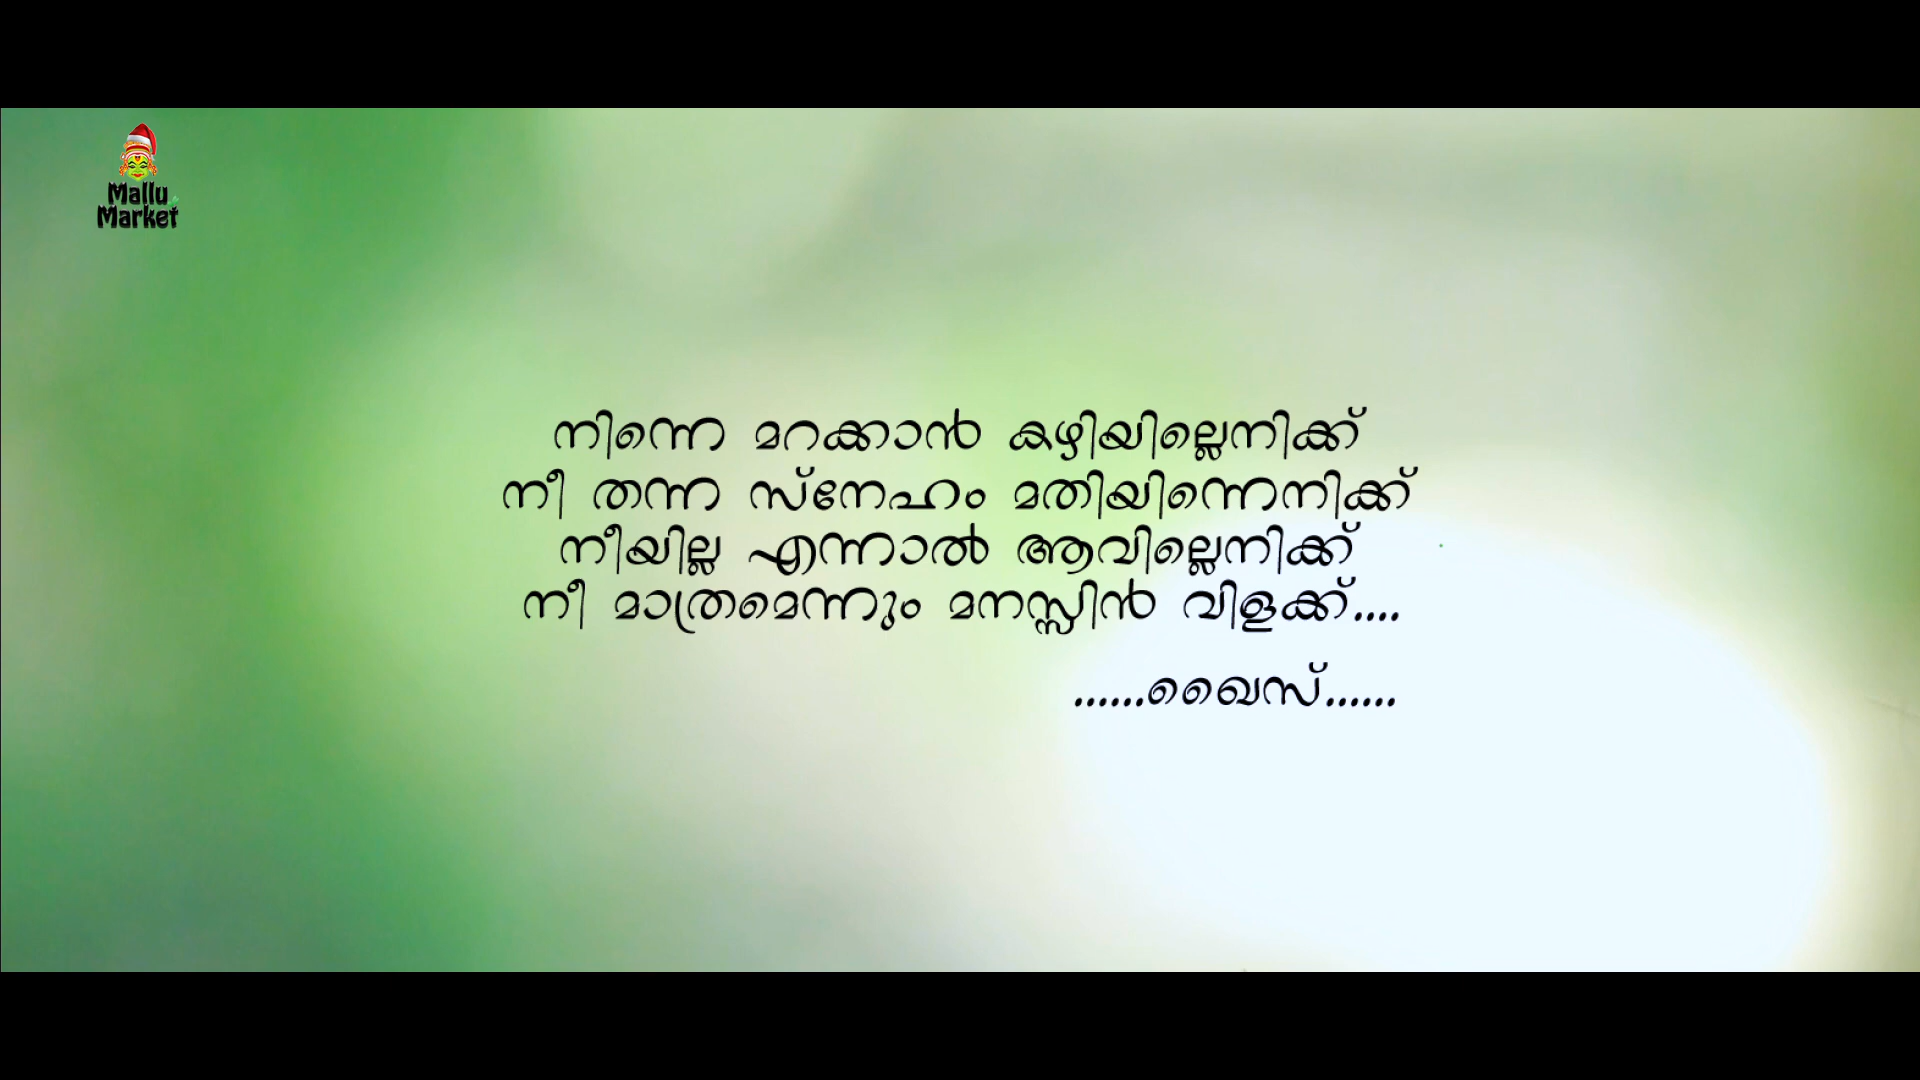 Mallu
Market
നിന്നെ മറക്കാൻ കഴിയില്ലെനിക്ക്
നീ തന്ന സ്നേഹം മതിയിന്നെനിക്ക്
നീയില്ല എന്നാൽ ആവില്ലെനിക്ക്
നീ മാത്രമെന്നും മനസ്സിൻ വിളക്ക്....
......ഖൈസ്......